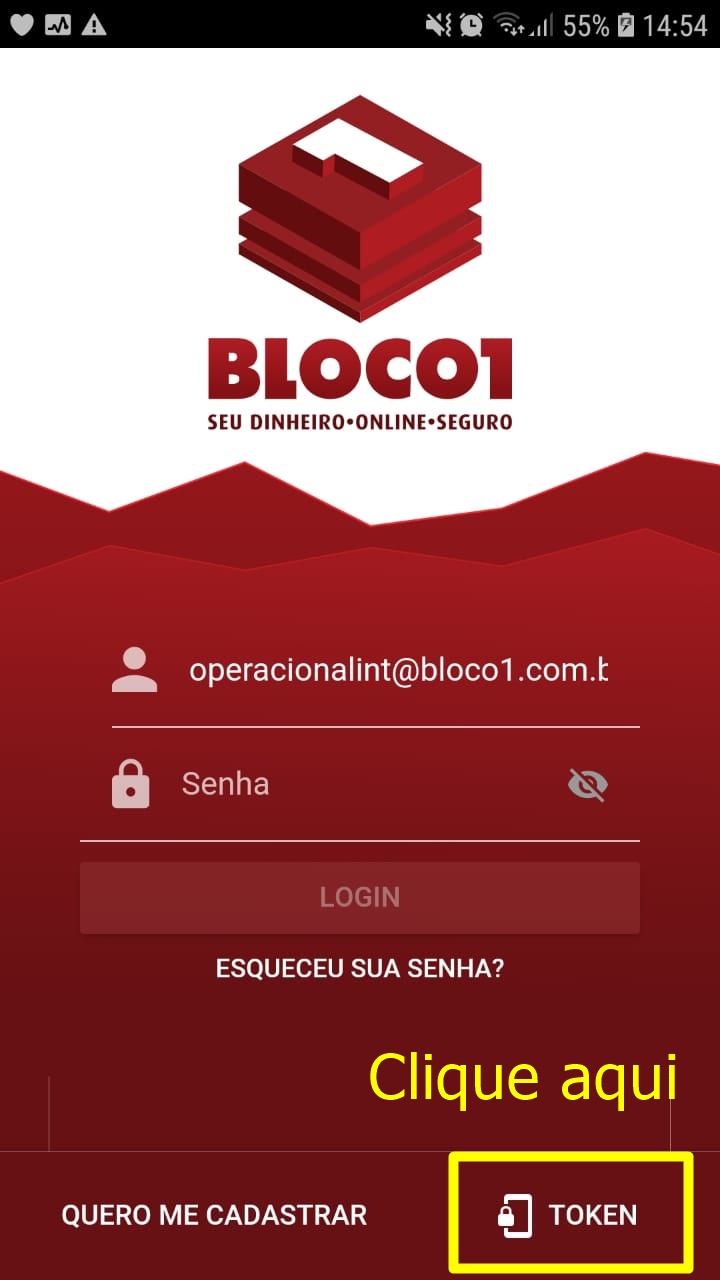 55% 14:54
BLOCO1
SEU DINHEIRO•ONLINE•SEGURO
operacionalint@bloco1.com.b
Senha
LOGIN
ESQUECEU SUA SENHA?
Clique aqui
QUERO ME CADASTRAR
TOKEN